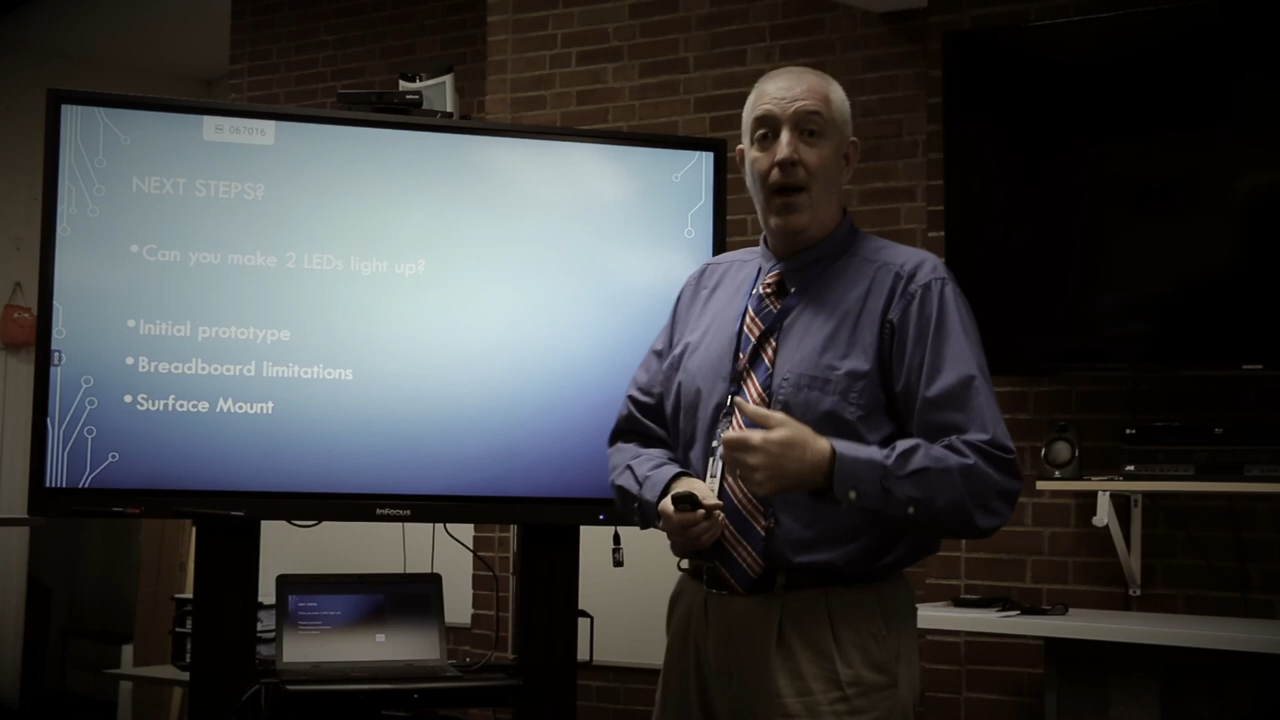 067016
NEXT STEPS?
•Can you make 2 LEDs light up?
•Initial prototype
•Breadboard limitations
•Surface Mount
InFocus